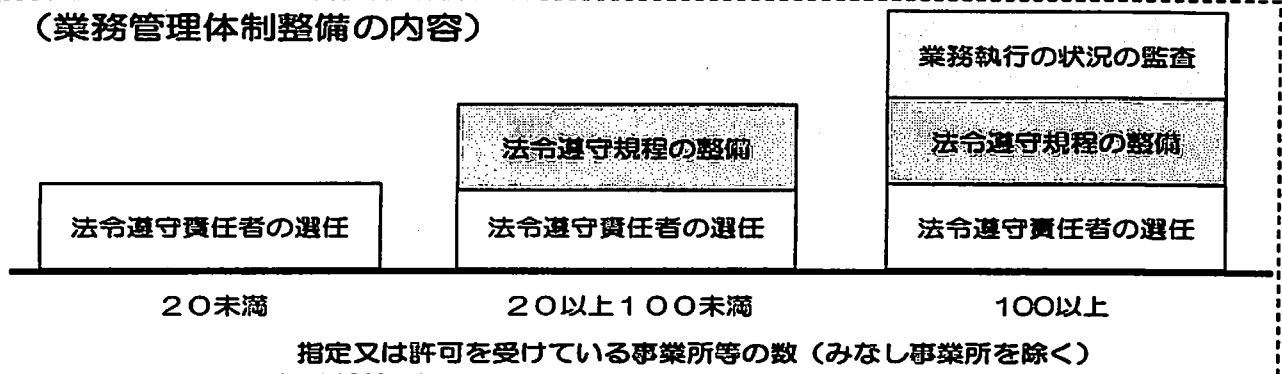 （業務管理体制整備の内容）
業務執行の状況の監査
法令遵守規程の整備
法令遵守規程の整備
法令遵守責任者の選任
法令遵守責任者の選任
法令遵守責任者の選任
２０未満
２０以上１００未満
100以上
指定又は許可を受けている事業所等の数（みなし事業所を除く）